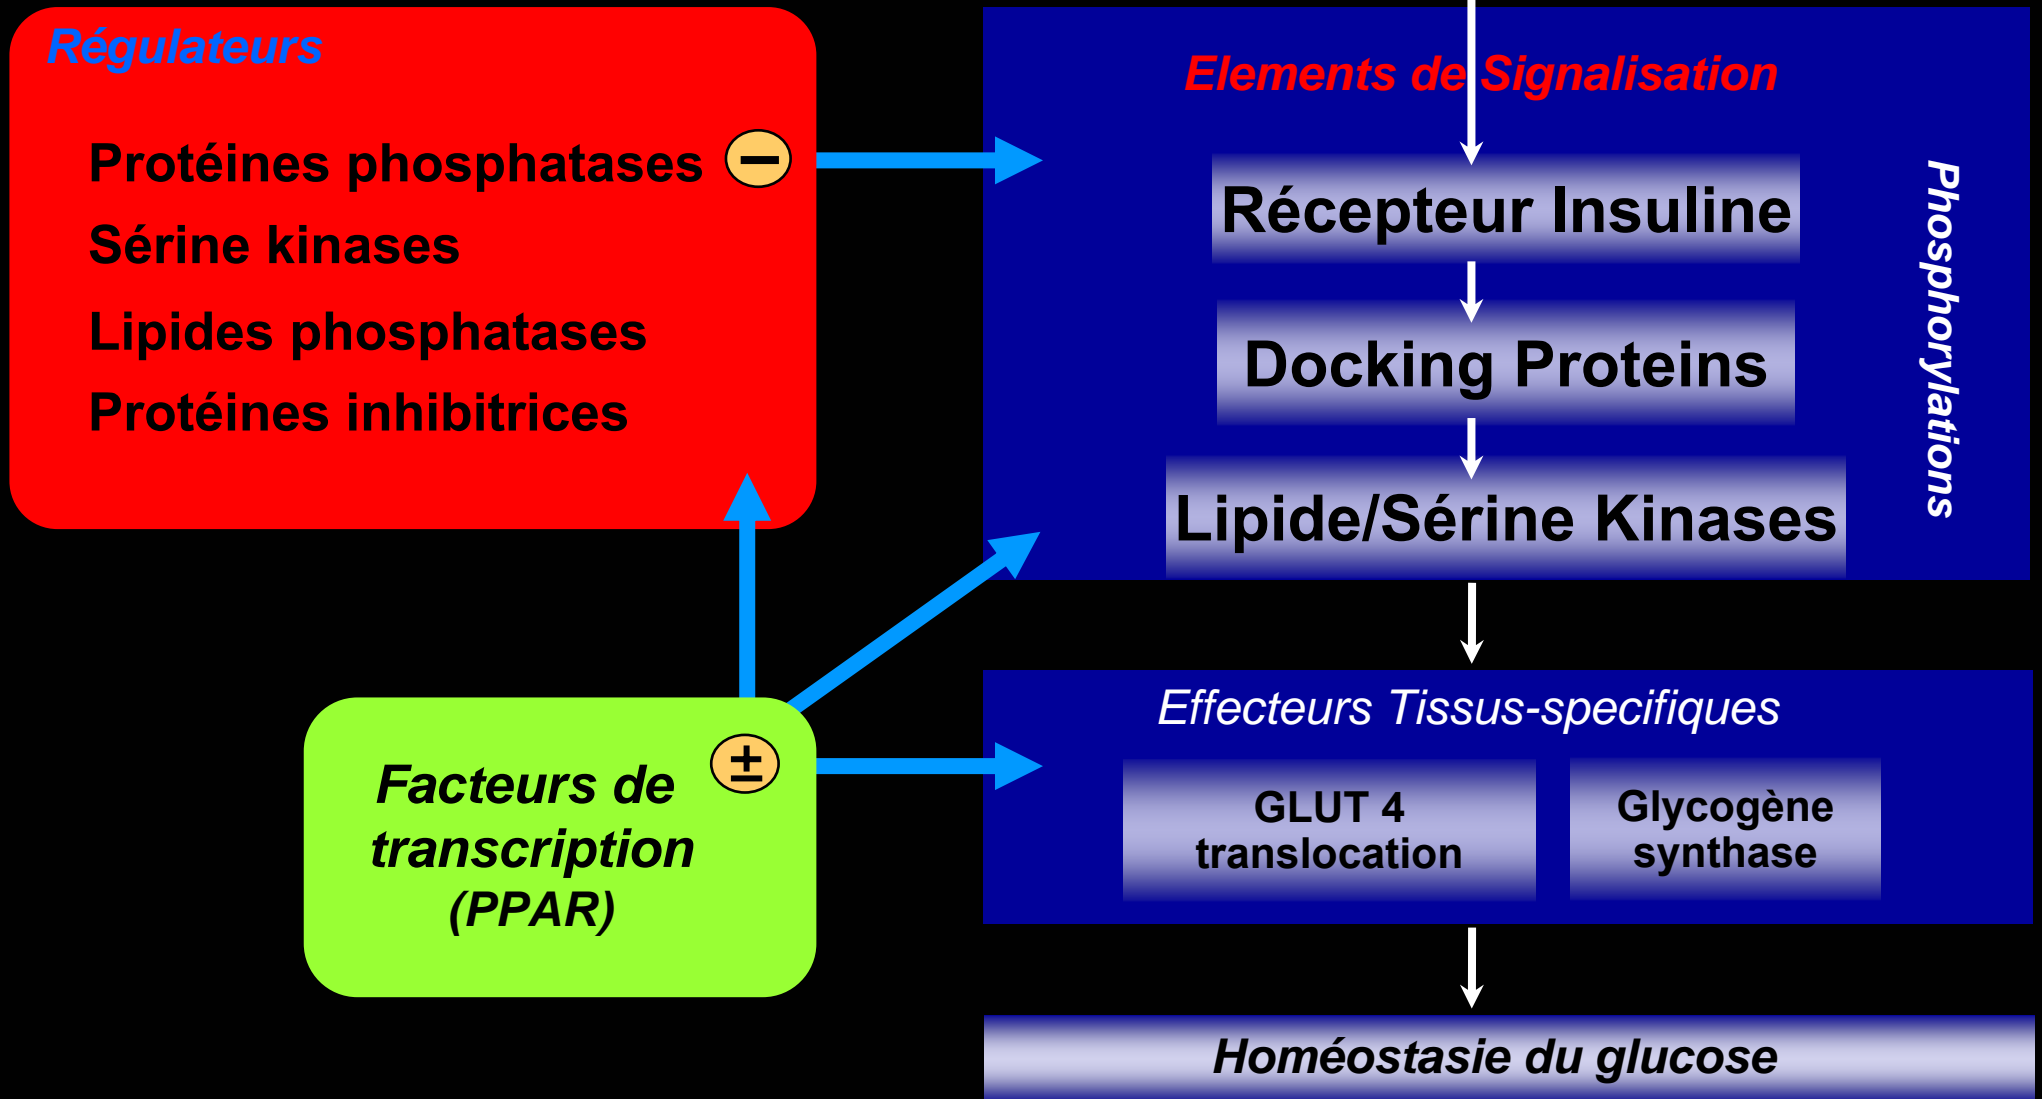 Régulateurs
Protéines phosphatases −
Sérine kinases
Lipides phosphatases
Protéines inhibitrices
Elements de Signalisation
Récepteur Insuline
Docking Proteins
Lipide/Sérine Kinases
Phosphorylations
Facteurs de ±
transcription
(PPAR)
Effecteurs Tissus-specifiques
GLUT 4
translocation
Glycogène
synthase
Homéostasie du glucose